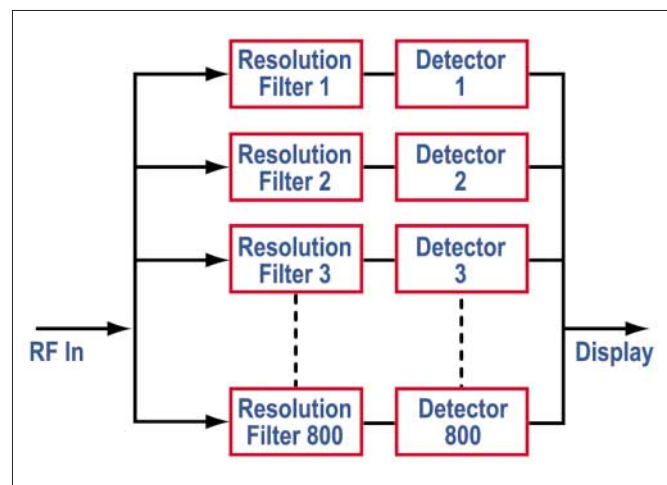 Resolution
Filter 1
Detector
1
Resolution
Filter 2
Detector
2
Resolution
Filter 3
Detector
3
RF In
Display
Resolution
Filter 800
Detector
800